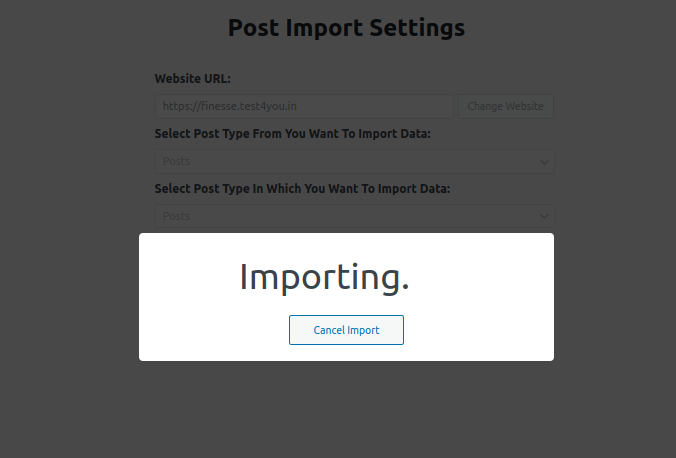 Post Import Settings
Website URL:
https://finesse.test4you.in
Change Website
Select Post Type From You Want To Import Data:
Posts
Select Post Type In Which You Want To Import Data:
Posts
Importing.
Cancel Import